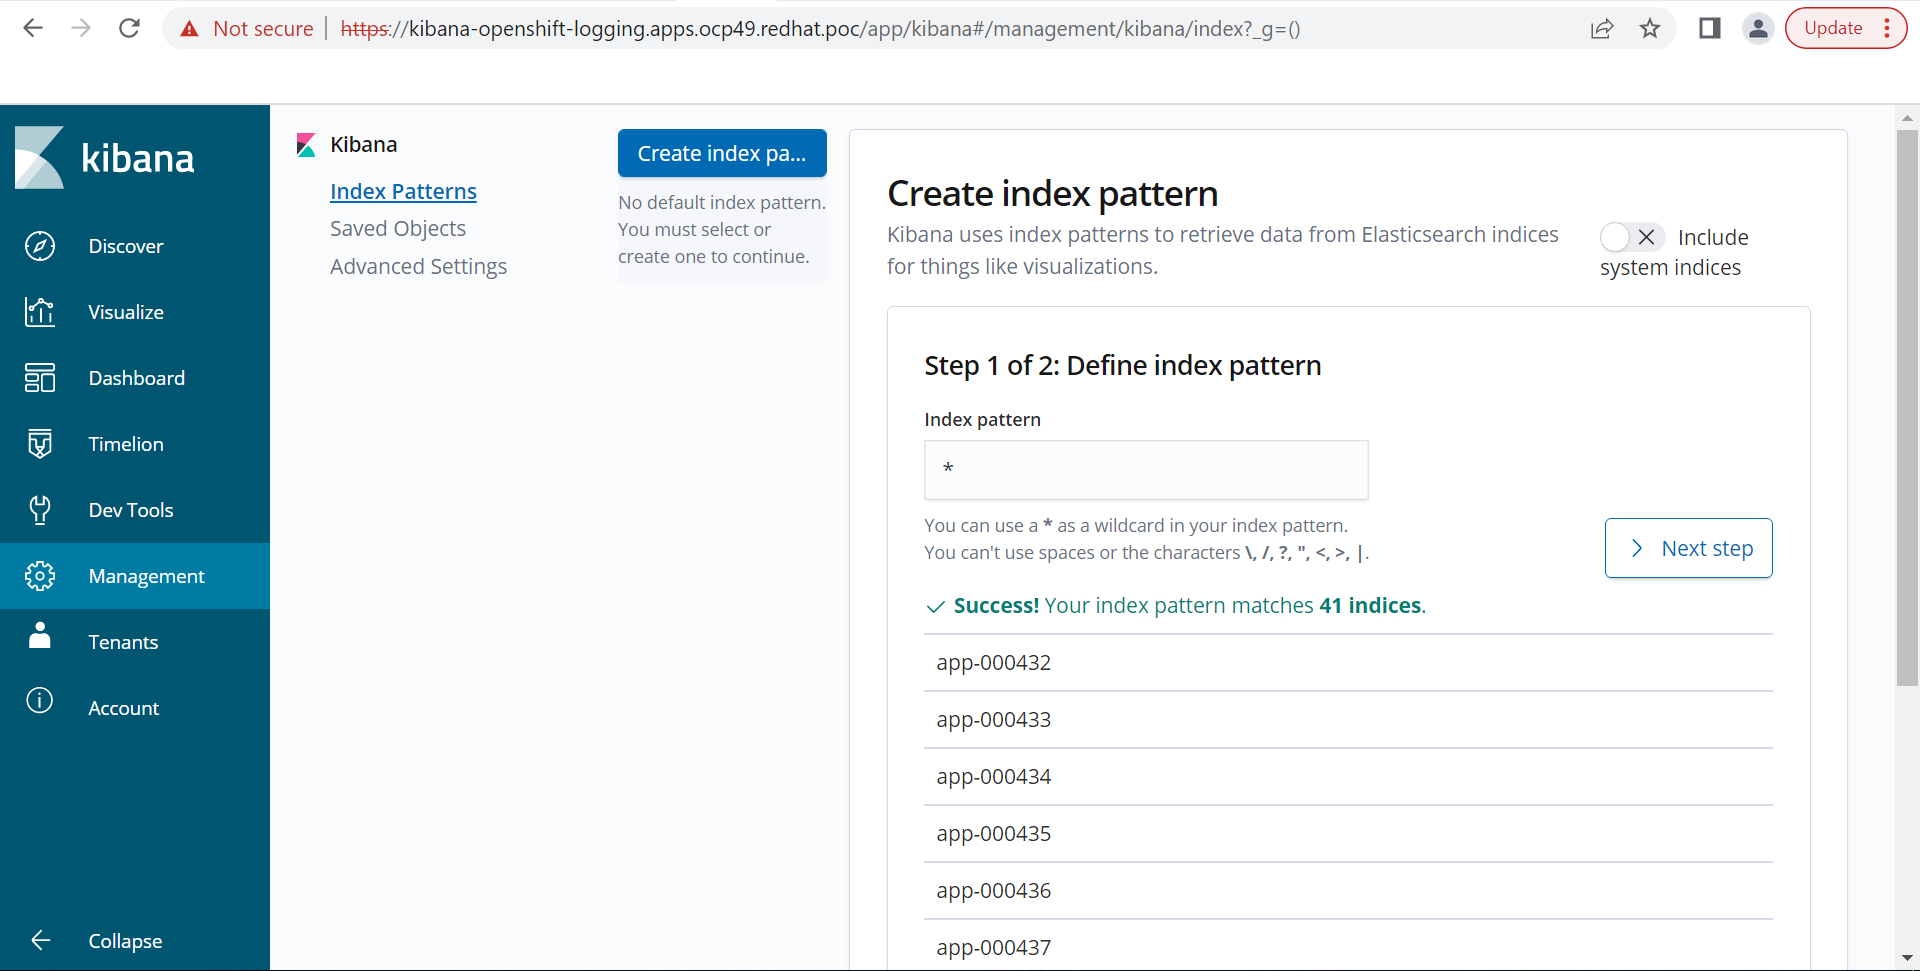 Not secure | https://kibana-openshift-logging.apps.ocp49.redhat.poc/app/kibana#/management/kibana/index?_g=()
Update
kibana
Discover
Visualize
Dashboard
Timelion
Dev Tools
Management
Tenants
Account
Collapse
Kibana
Index Patterns
Saved Objects
Advanced Settings
Create index pa...
No default index pattern.
You must select or
create one to continue.
Create index pattern
Kibana uses index patterns to retrieve data from Elasticsearch indices
for things like visualizations.
Include
system indices
Step 1 of 2: Define index pattern
Index pattern
*
You can use a * as a wildcard in your index pattern.
You can't use spaces or the characters \, /, ?, ", <, >, |.
Next step
Success! Your index pattern matches 41 indices.
app-000432
app-000433
app-000434
app-000435
app-000436
app-000437